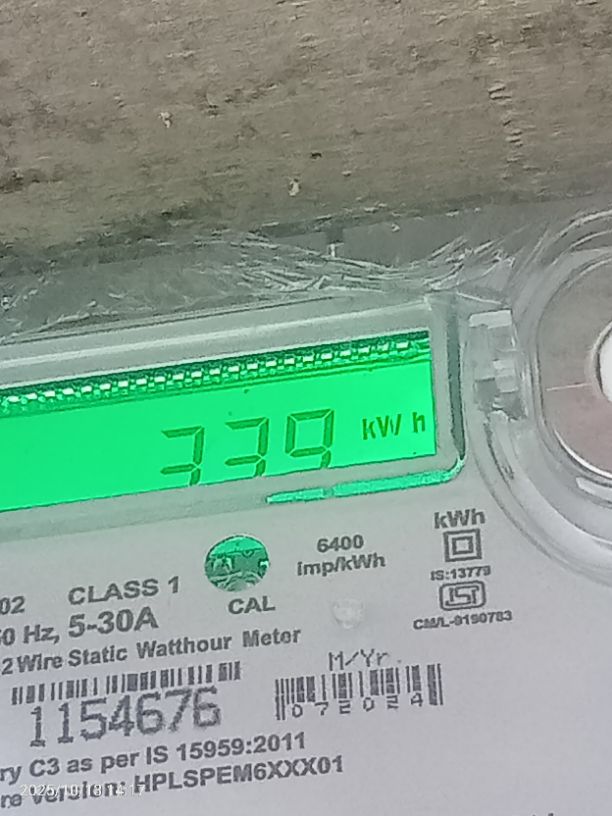 339 kWh
kWh
6400
imp/kWh
IS:13779
ISI
CM/L-0190783
02 CLASS 1
CAL
0 Hz, 5-30A
2 Wire Static Watthour Meter
M/Yr.
1154676
072024
ry C3 as per IS 15959:2011
re version: HPLSPEM6XXX01
2025/10/18 14:17